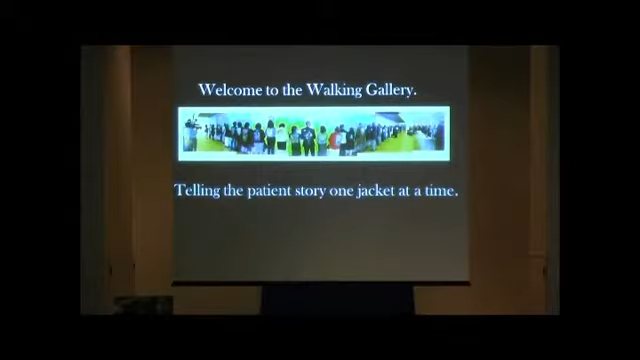 Welcome to the Walking Gallery.
Telling the patient story one jacket at a time.